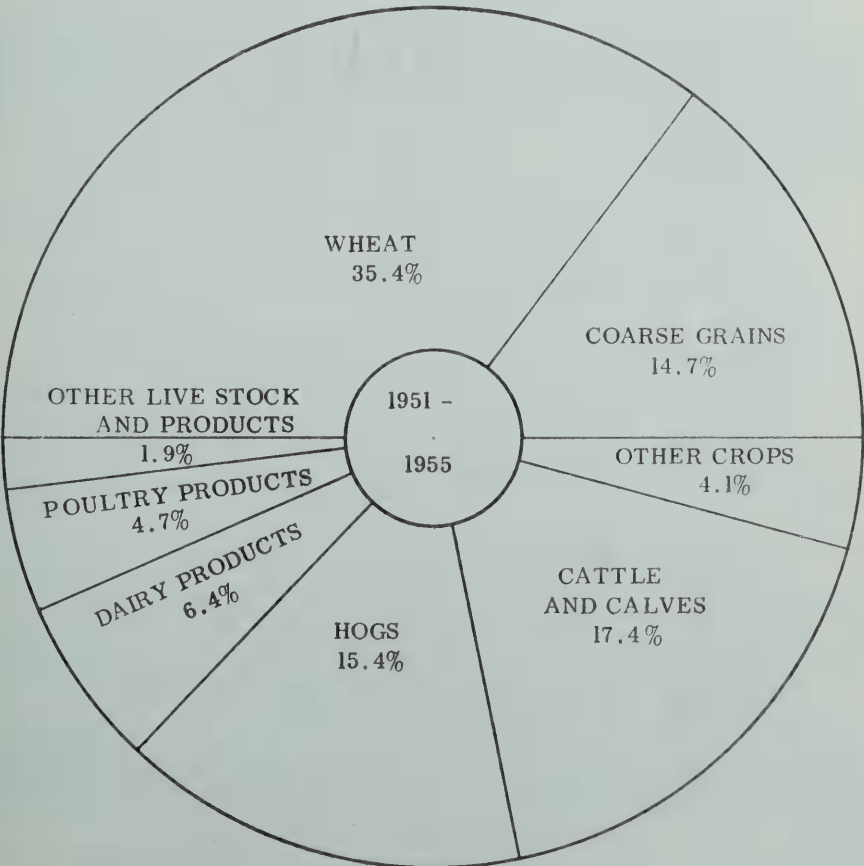 WHEAT
35.4%
COARSE GRAINS
14.7%
OTHER LIVE STOCK
AND PRODUCTS
1.9%
1951 -
1955
OTHER CROPS
4.1%
POULTRY PRODUCTS
4.7%
DAIRY PRODUCTS
6.4%
CATTLE
AND CALVES
17.4%
HOGS
15.4%